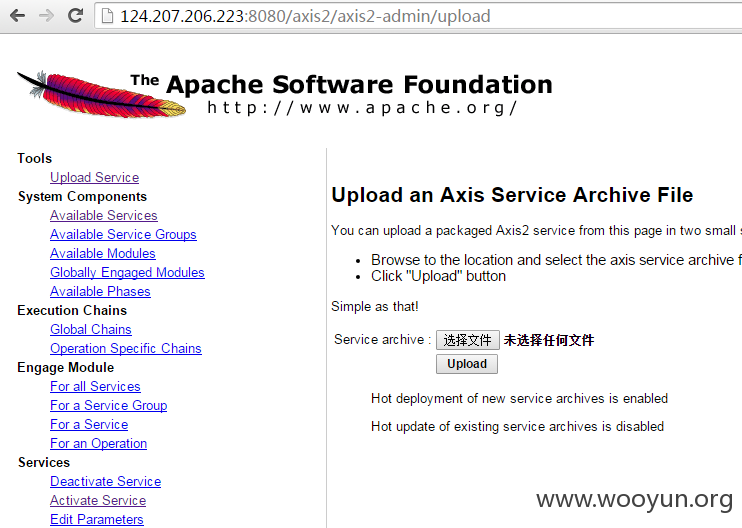 124.207.206.223:8080/axis2/axis2-admin/upload
The Apache Software Foundation
http://www.apache.org/
Tools
Upload Service
System Components
Available Services
Available Service Groups
Available Modules
Globally Engaged Modules
Available Phases
Execution Chains
Global Chains
Operation Specific Chains
Engage Module
For all Services
For a Service Group
For a Service
For an Operation
Services
Deactivate Service
Activate Service
Edit Parameters
Upload an Axis Service Archive File
You can upload a packaged Axis2 service from this page in two small
Browse to the location and select the axis service archive
Click "Upload" button
Simple as that!
Service archive : 选择文件 未选择任何文件
Upload
Hot deployment of new service archives is enabled
Hot update of existing service archives is disabled
www.wooyun.org